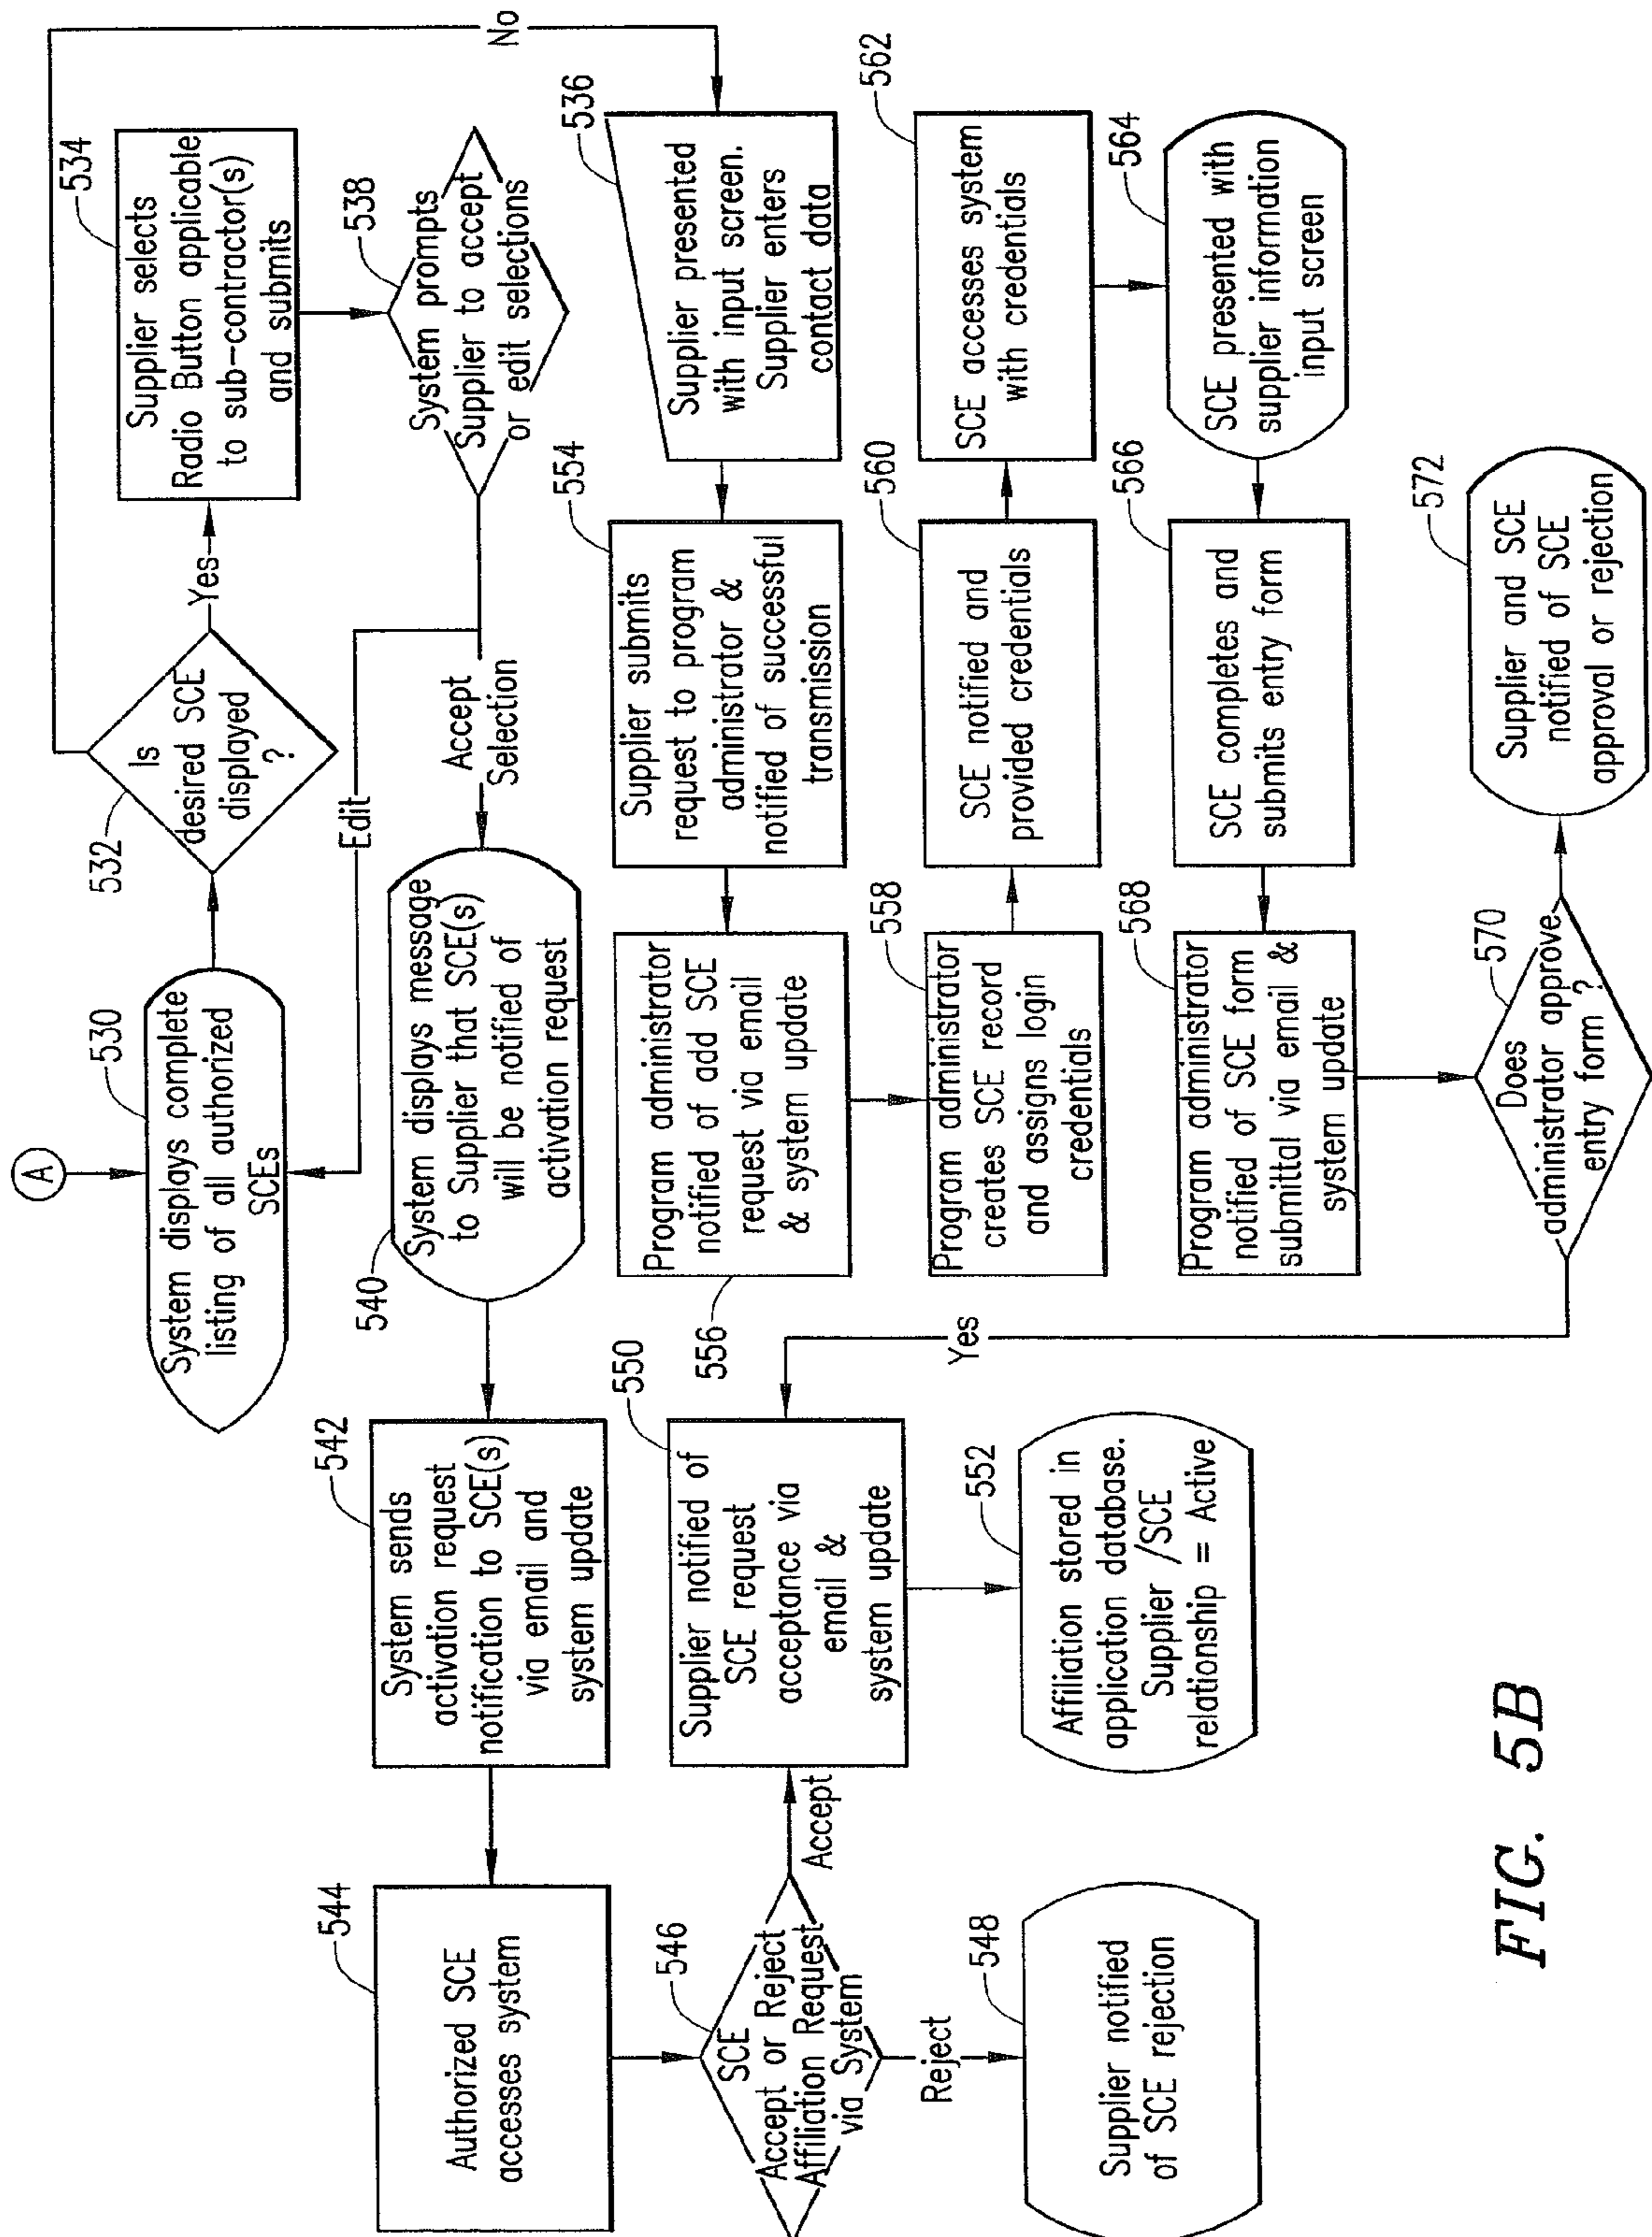 A
530
System displays complete
listing of all authorized
SCEs
532
Is
desired SCE
displayed
?
Yes
No
534
Supplier selects
Radio Button applicable
to sub-contractor(s)
and submits
538
System prompts
Supplier to accept
or edit selections
Edit
Accept
Selection
540
System displays message
to Supplier that SCE(s)
will be notified of
activation request
542
System sends
activation request
notification to SCE(s)
via email and
system update
544
Authorized SCE
accesses system
546
SCE
Accept or Reject
Affiliation Request
via System
Accept
Reject
548
Supplier notified
of SCE rejection
550
Supplier notified of
SCE request
acceptance via
email &
system update
552
Affiliation stored in
application database.
Supplier /SCE
relationship = Active
536
Supplier presented
with input screen.
Supplier enters
contact data
554
Supplier submits
request to program
administrator &
notified of successful
transmission
556
Program administrator
notified of add SCE
request via email
& system update
558
Program administrator
creates SCE record
and assigns login
credentials
560
SCE notified and
provided credentials
562
SCE accesses system
with credentials
564
SCE presented with
supplier information
input screen
566
SCE completes and
submits entry form
568
Program administrator
notified of SCE form
submittal via email &
system update
570
Does
administrator approve
entry form ?
Yes
572
Supplier and SCE
notified of SCE
approval or rejection
FIG. 5B